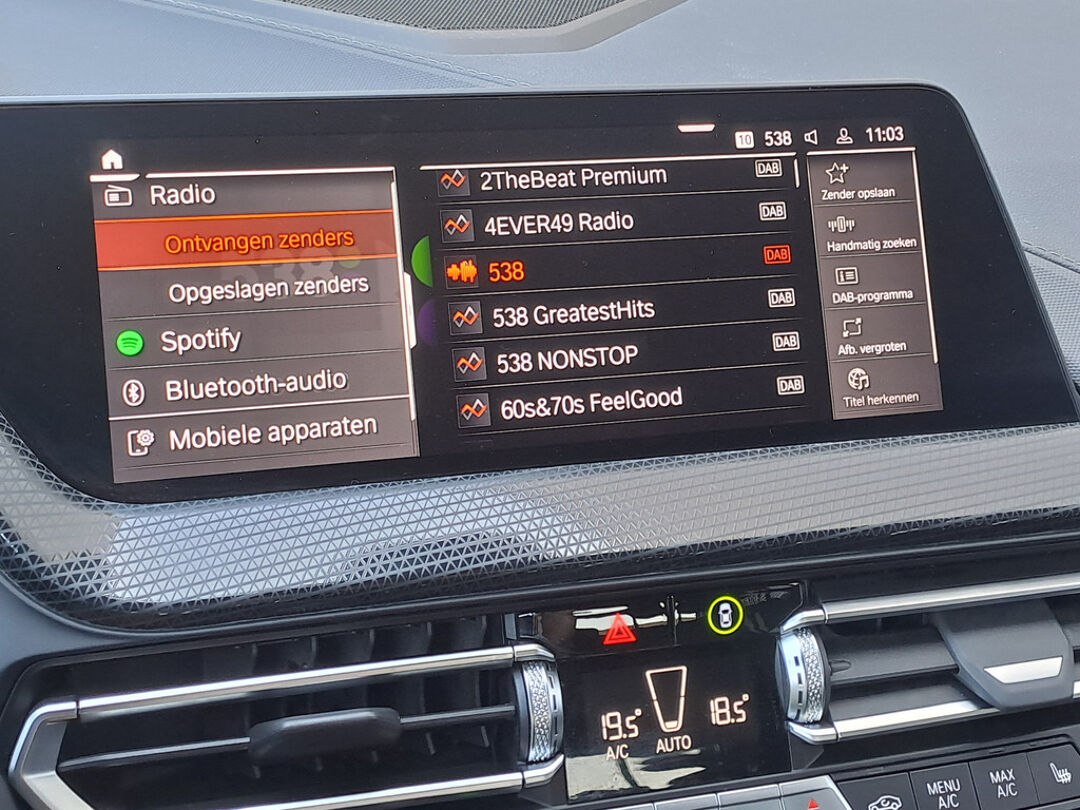 10 538 11:03
Radio
Ontvangen zenders
Opgeslagen zenders
Spotify
Bluetooth-audio
Mobiele apparaten
2TheBeat Premium DAB
4EVER49 Radio DAB
538 DAB
538 GreatestHits DAB
538 NONSTOP DAB
60s&70s FeelGood DAB
Zender opslaan
Handmatig zoeken
DAB-programma
Afb. vergroten
Titel herkennen
19.5°
A/C
AUTO
18.5°
MENU
A/C
MAX
A/C